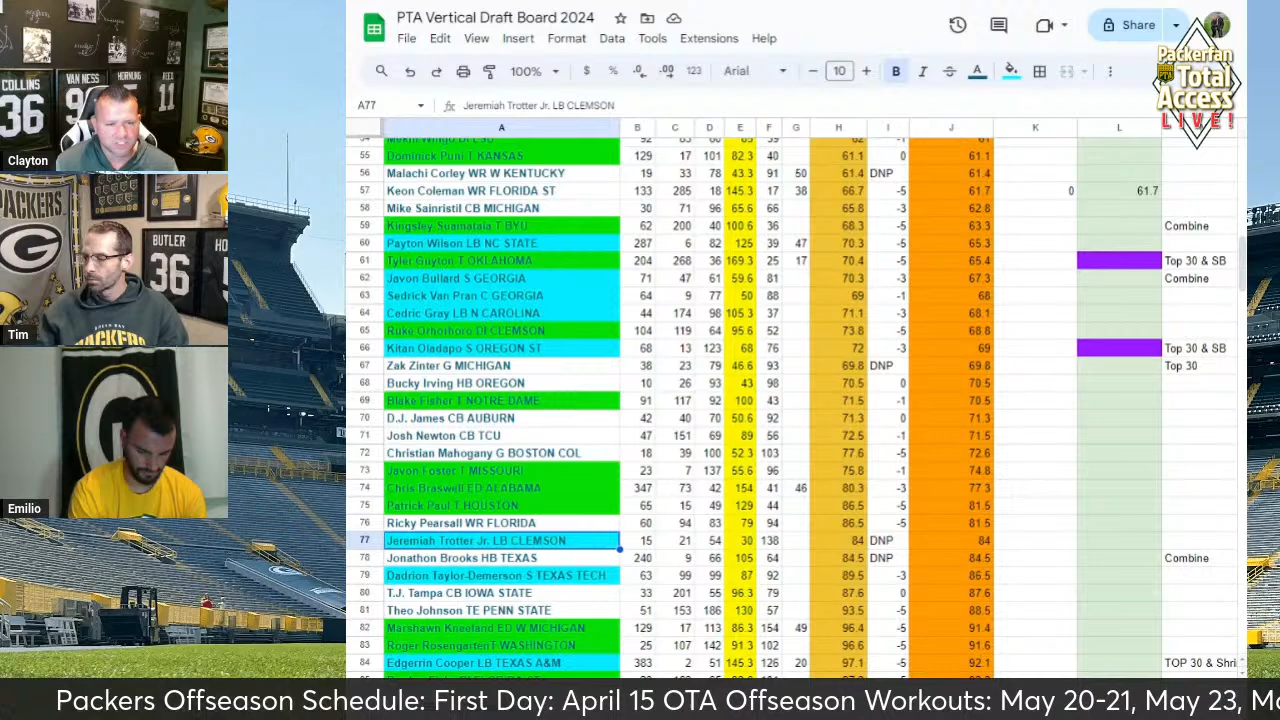 PTA Vertical Draft Board 2024
File Edit View Insert Format Data Tools Extensions Help
Share
100% % .0 .00 123 Arial 10 B I A
A77 fx Jeremiah Trotter Jr. LB CLEMSON
A B C D E F G H I J K L
55 Dominick Puni T KANSAS 129 17 101 82.3 40 61.1 0 61.1
56 Malachi Corley WR W KENTUCKY 19 33 78 43.3 91 50 61.4 DNP 61.4
57 Keon Coleman WR FLORIDA ST 133 285 18 145.3 17 38 66.7 -5 61.7 0 61.7
58 Mike Sainristil CB MICHIGAN 30 71 96 65.6 66 65.8 -3 62.8
59 Kingsley Suamatala T BYU 62 200 40 100.6 36 68.3 -5 63.3 Combine
60 Payton Wilson LB NC STATE 287 6 82 125 39 47 70.3 -5 65.3
61 Tyler Guyton T OKLAHOMA 204 268 36 169.3 25 17 70.4 -5 65.4 Top 30 & SB
62 Javon Bullard S GEORGIA 71 47 61 59.6 81 70.3 -3 67.3 Combine
63 Sedrick Van Pran C GEORGIA 64 9 77 50 88 69 -1 68
64 Cedric Gray LB N CAROLINA 44 174 98 105.3 37 71.1 -3 68.1
65 Ruke Orhorhoro DI CLEMSON 104 119 64 95.6 52 73.8 -5 68.8
66 Kitan Oladapo S OREGON ST 68 13 123 68 76 72 -3 69 Top 30 & SB
67 Zak Zinter G MICHIGAN 38 23 79 46.6 93 69.8 DNP 69.8 Top 30
68 Bucky Irving HB OREGON 10 26 93 43 98 70.5 0 70.5
69 Blake Fisher T NOTRE DAME 91 117 92 100 43 71.5 -1 70.5
70 D.J. James CB AUBURN 42 40 70 50.6 92 71.3 0 71.3
71 Josh Newton CB TCU 47 151 69 89 56 72.5 -1 71.5
72 Christian Mahogany G BOSTON COL 18 39 100 52.3 103 77.6 -5 72.6
73 Javon Foster T MISSOURI 23 7 137 55.6 96 75.8 -1 74.8
74 Chris Braswell ED ALABAMA 347 73 42 154 41 46 80.3 -3 77.3
75 Patrick Paul T HOUSTON 65 15 49 129 44 86.5 -5 81.5
76 Ricky Pearsall WR FLORIDA 60 94 83 79 94 86.5 -5 81.5
77 Jeremiah Trotter Jr. LB CLEMSON 15 21 54 30 138 84 DNP 84
78 Jonathon Brooks HB TEXAS 240 9 66 105 64 84.5 DNP 84.5 Combine
79 Dadrion Taylor-Demerson S TEXAS TECH 63 99 99 87 92 89.5 -3 86.5
80 T.J. Tampa CB IOWA STATE 33 201 55 96.3 79 87.6 0 87.6
81 Theo Johnson TE PENN STATE 51 153 186 130 57 93.5 -5 88.5
82 Marshawn Kneeland ED W MICHIGAN 129 17 113 86.3 154 49 96.4 -5 91.4
83 Roger RosengartenT WASHINGTON 25 107 142 91.3 102 96.6 -5 91.6
84 Edgerrin Cooper LB TEXAS A&M 383 2 51 145.3 126 20 97.1 -5 92.1 TOP 30 & Shri
Packerfan
Total
Access
LIVE!
COLLINS
36
VAN NESS
HORNUNG
11
Clayton
PACKERS
G
BUTLER
36
GREEN BAY
PACKERS
Tim
G
Emilio
Packers Offseason Schedule: First Day: April 15 OTA Offseason Workouts: May 20-21, May 23, Ma